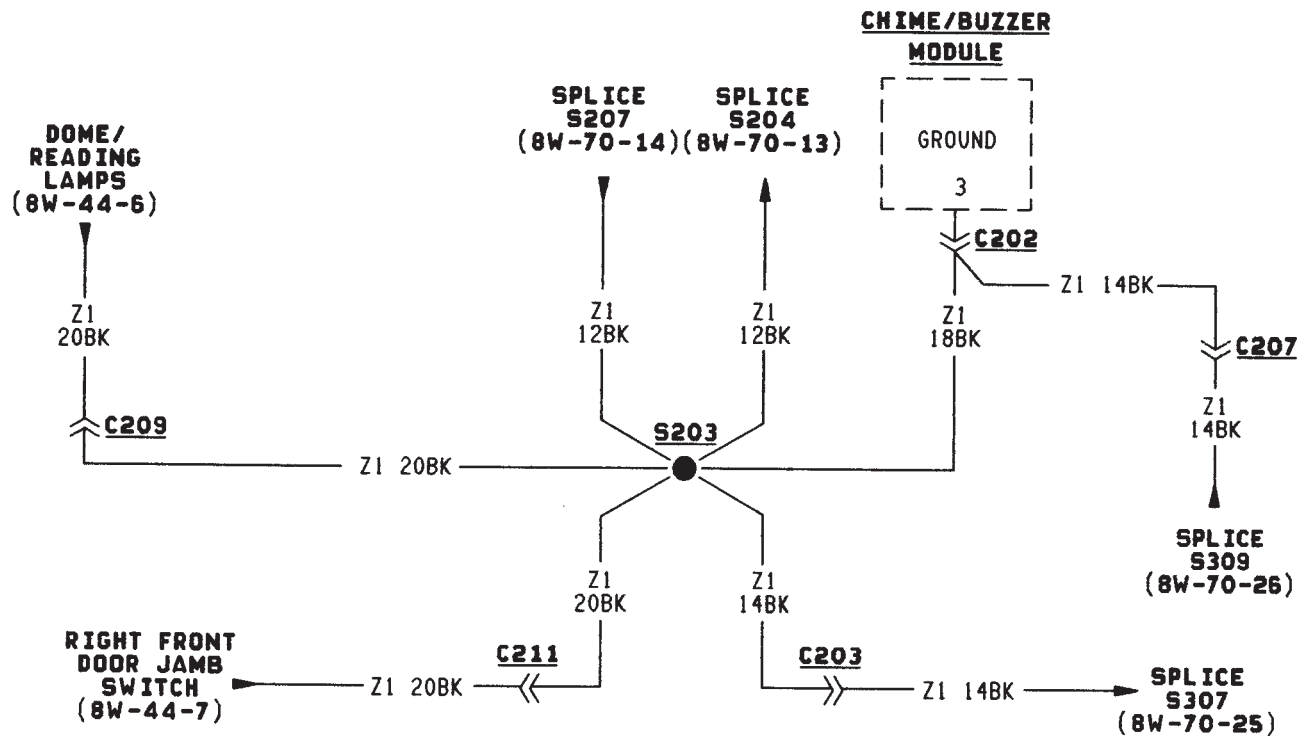 CHIME/BUZZER
MODULE
GROUND
3
C202
SPLICE
S207
(8W-70-14)
SPLICE
S204
(8W-70-13)
DOME/
READING
LAMPS
(8W-44-6)
Z1
20BK
Z1
12BK
Z1
12BK
Z1
18BK
Z1 14BK
C207
Z1
14BK
SPLICE
S309
(8W-70-26)
C209
Z1 20BK
S203
Z1
20BK
Z1
14BK
RIGHT FRONT
DOOR JAMB
SWITCH
(8W-44-7)
Z1 20BK
C211
C203
Z1 14BK
SPLICE
S307
(8W-70-25)